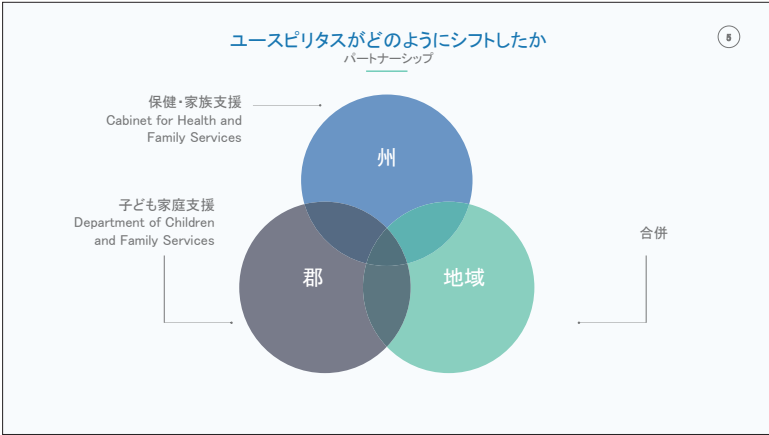 ユースピリタスがどのようにシフトしたか
パートナーシップ
5
保健・家族支援
Cabinet for Health and
Family Services
州
子ども家庭支援
Department of Children
and Family Services
郡
地域
合併